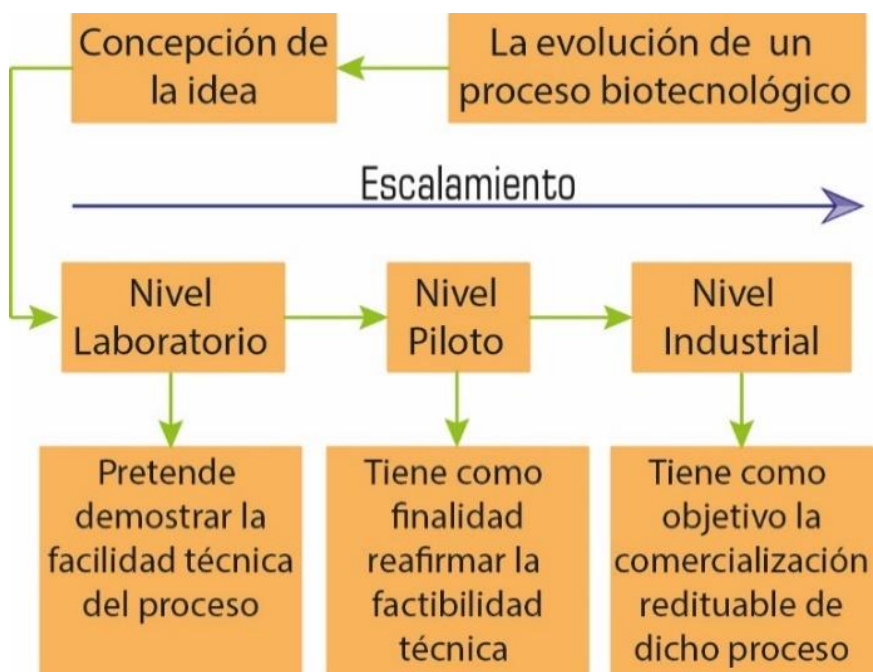 Concepción de
la idea
La evolución de un
proceso biotecnológico
Escalamiento
Nivel
Laboratorio
Nivel
Piloto
Nivel
Industrial
Pretende
demostrar la
facilidad técnica
del proceso
Tiene como
finalidad
reafirmar la
factibilidad
técnica
Tiene como
objetivo la
comercialización
redituable de
dicho proceso